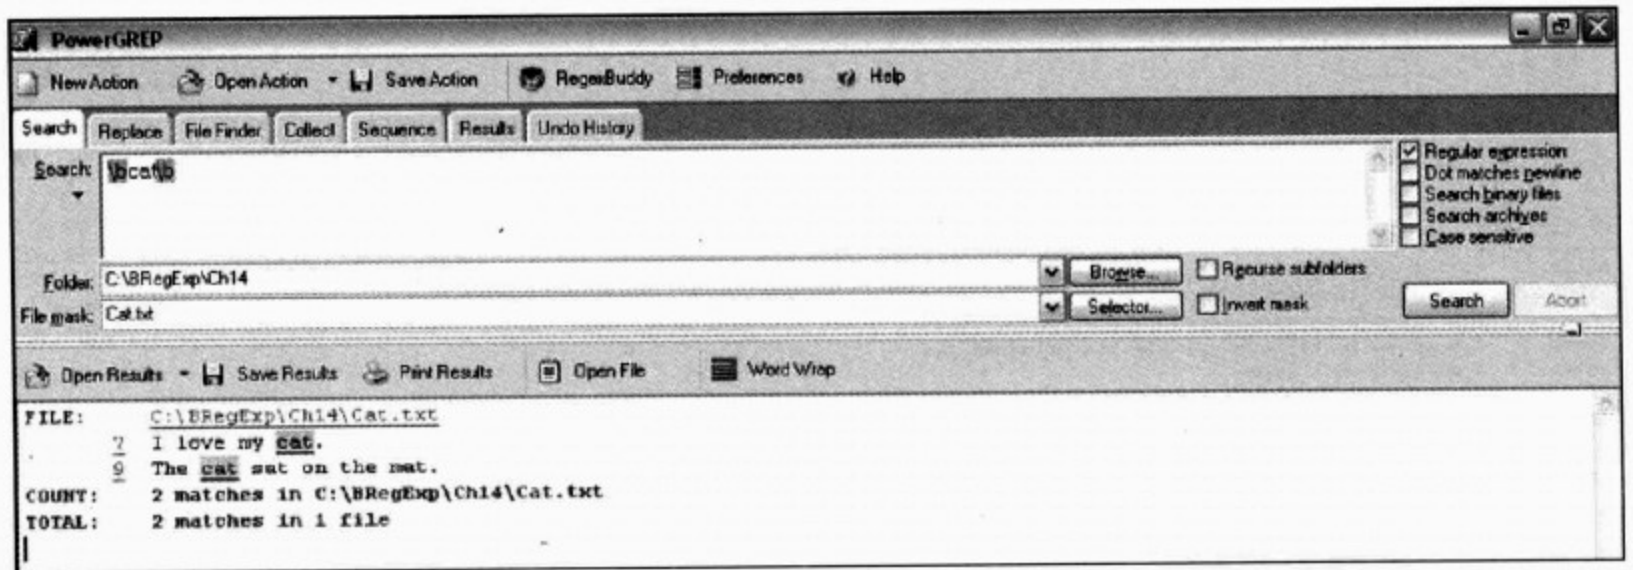 PowerGREP
New Action Open Action Save Action RegexBuddy Preferences Help
Search Replace File Finder Collect Sequence Results Undo History
Search: \bcat\b
Regular expression
Dot matches newline
Search binary files
Search archives
Case sensitive
Folder: C:\BRegExp\Ch14 Browse... Recurse subfolders
File mask: Cat.txt Selector... Invert mask Search Abort
Open Results Save Results Print Results Open File Word Wrap
FILE: C:\BRegExp\Ch14\Cat.txt
7 I love my cat.
9 The cat sat on the mat.
COUNT: 2 matches in C:\BRegExp\Ch14\Cat.txt
TOTAL: 2 matches in 1 file